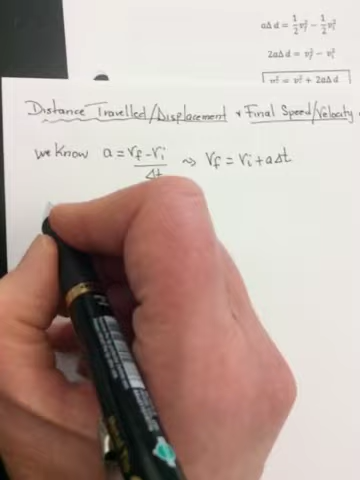 aΔd = ½v_f² − ½v_i²
2aΔd = v_f² − v_i²
v_f² = v_i² + 2aΔd
Distance Travelled/Displacement & Final Speed/Velocity
we know a = (V_f − V_i)/Δt ⇝ V_f = V_i + aΔt